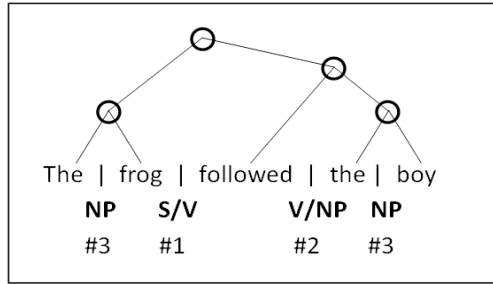 The | frog | followed | the | boy
NP S/V V/NP NP
#3 #1 #2 #3